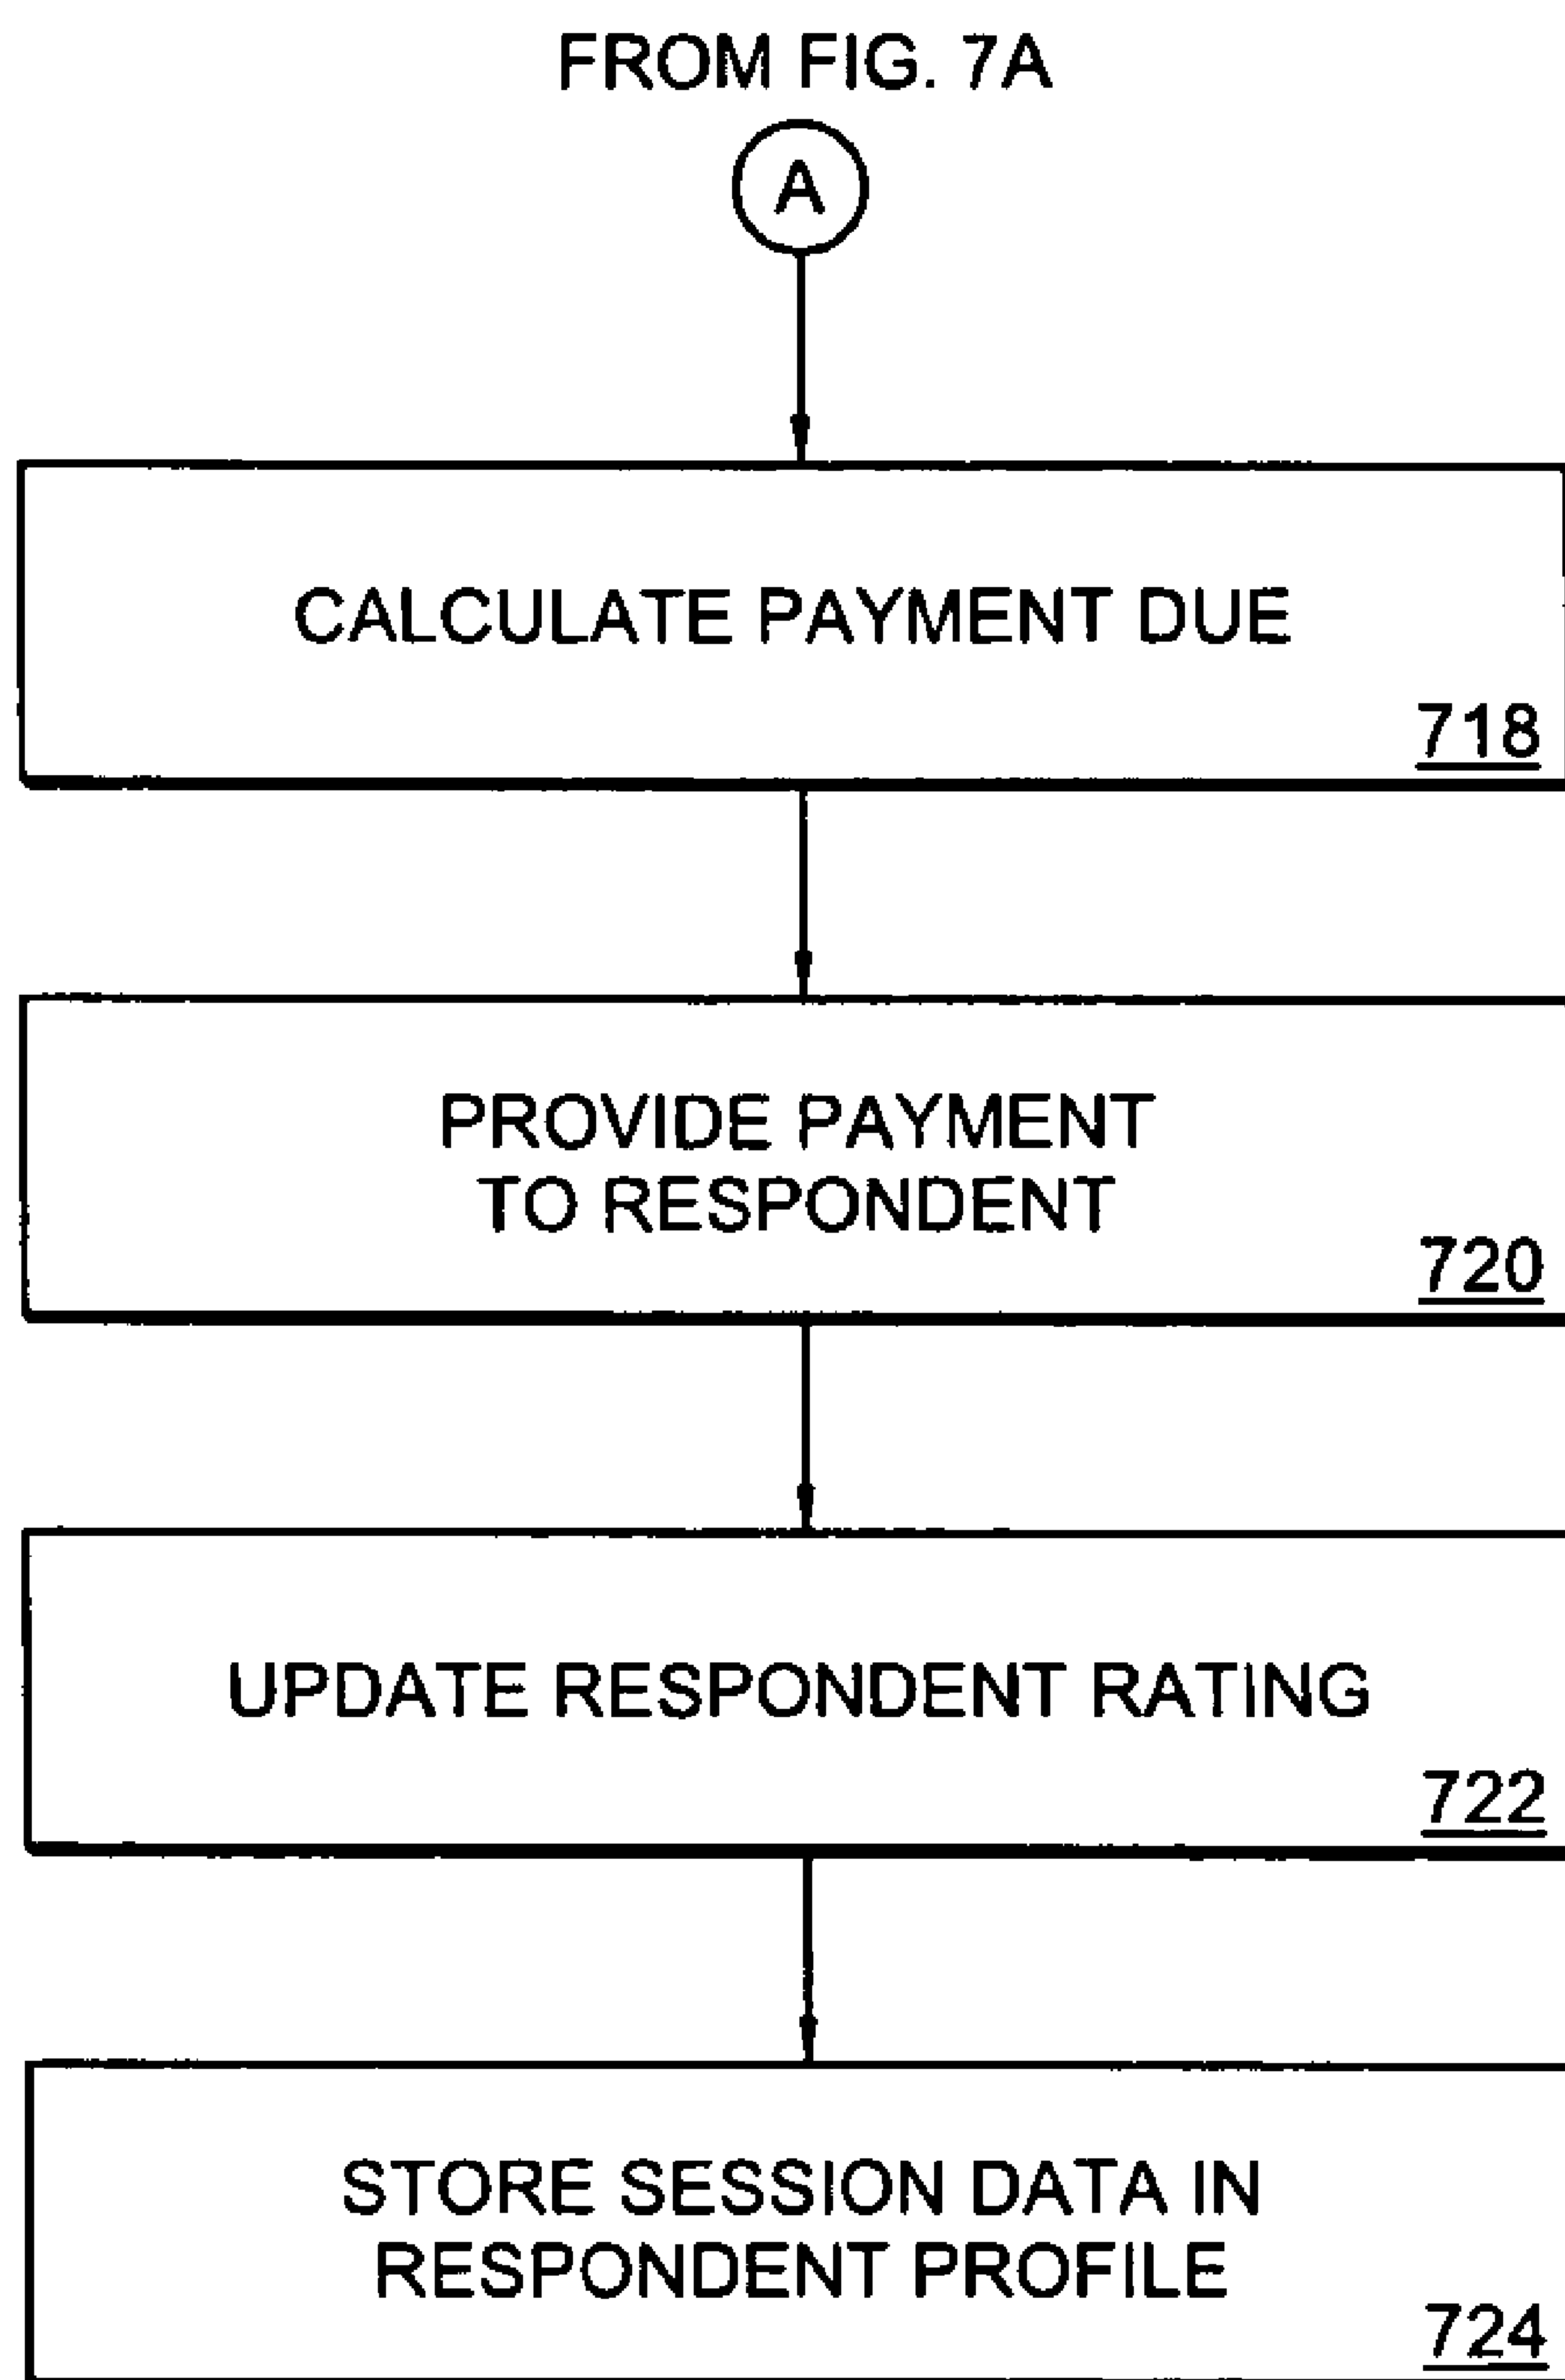 FROM FIG. 7A
A
CALCULATE PAYMENT DUE
718
PROVIDE PAYMENT
TO RESPONDENT
720
UPDATE RESPONDENT RATING
722
STORE SESSION DATA IN
RESPONDENT PROFILE
724